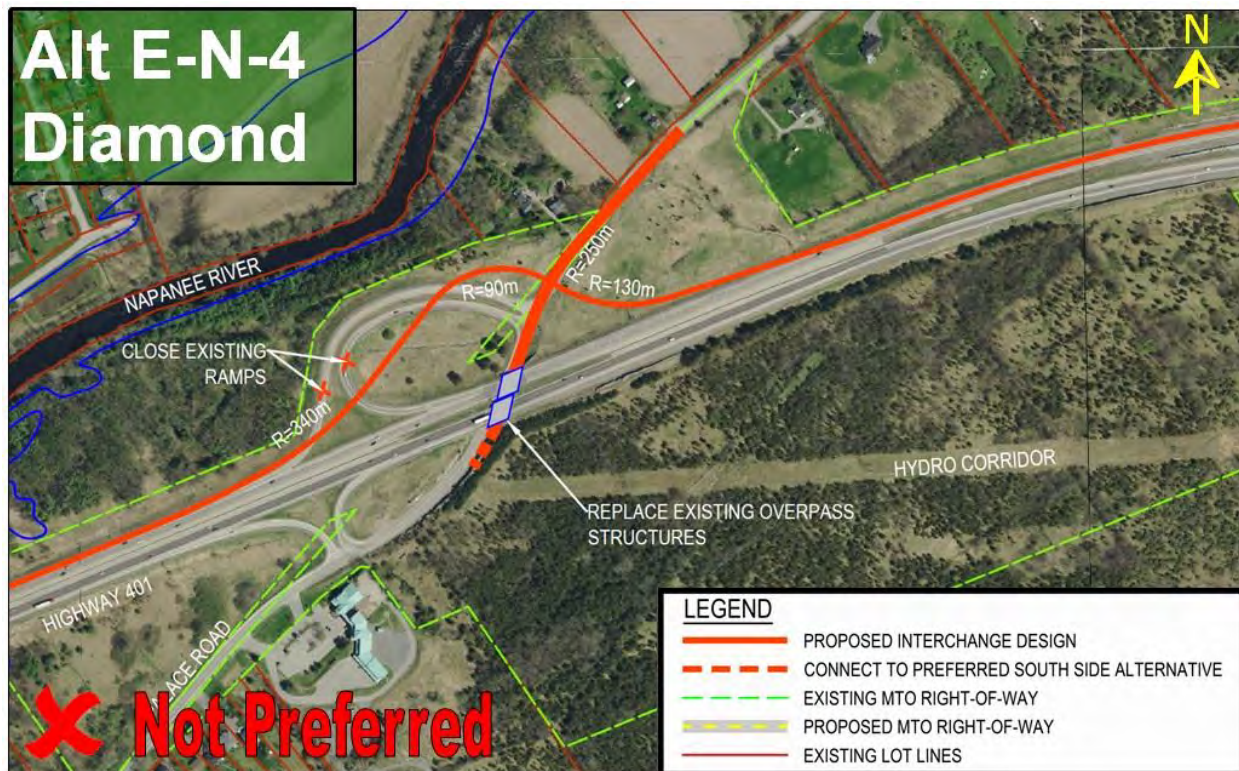 Alt E-N-4
Diamond
N
NAPANEE RIVER
R=250m
R=90m
R=130m
CLOSE EXISTING
RAMPS
R=340m
HYDRO CORRIDOR
REPLACE EXISTING OVERPASS
STRUCTURES
HIGHWAY 401
LACE ROAD
Not Preferred
LEGEND
PROPOSED INTERCHANGE DESIGN
CONNECT TO PREFERRED SOUTH SIDE ALTERNATIVE
EXISTING MTO RIGHT-OF-WAY
PROPOSED MTO RIGHT-OF-WAY
EXISTING LOT LINES